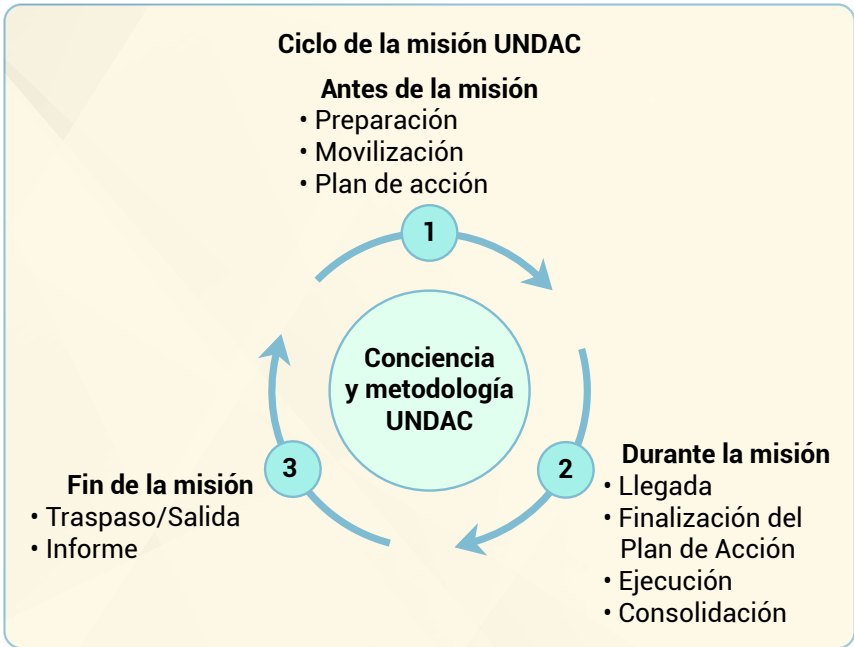 Ciclo de la misión UNDAC
Antes de la misión
• Preparación
• Movilización
• Plan de acción
1
Conciencia
y metodología
UNDAC
2
Durante la misión
• Llegada
• Finalización del
Plan de Acción
• Ejecución
• Consolidación
3
Fin de la misión
• Traspaso/Salida
• Informe